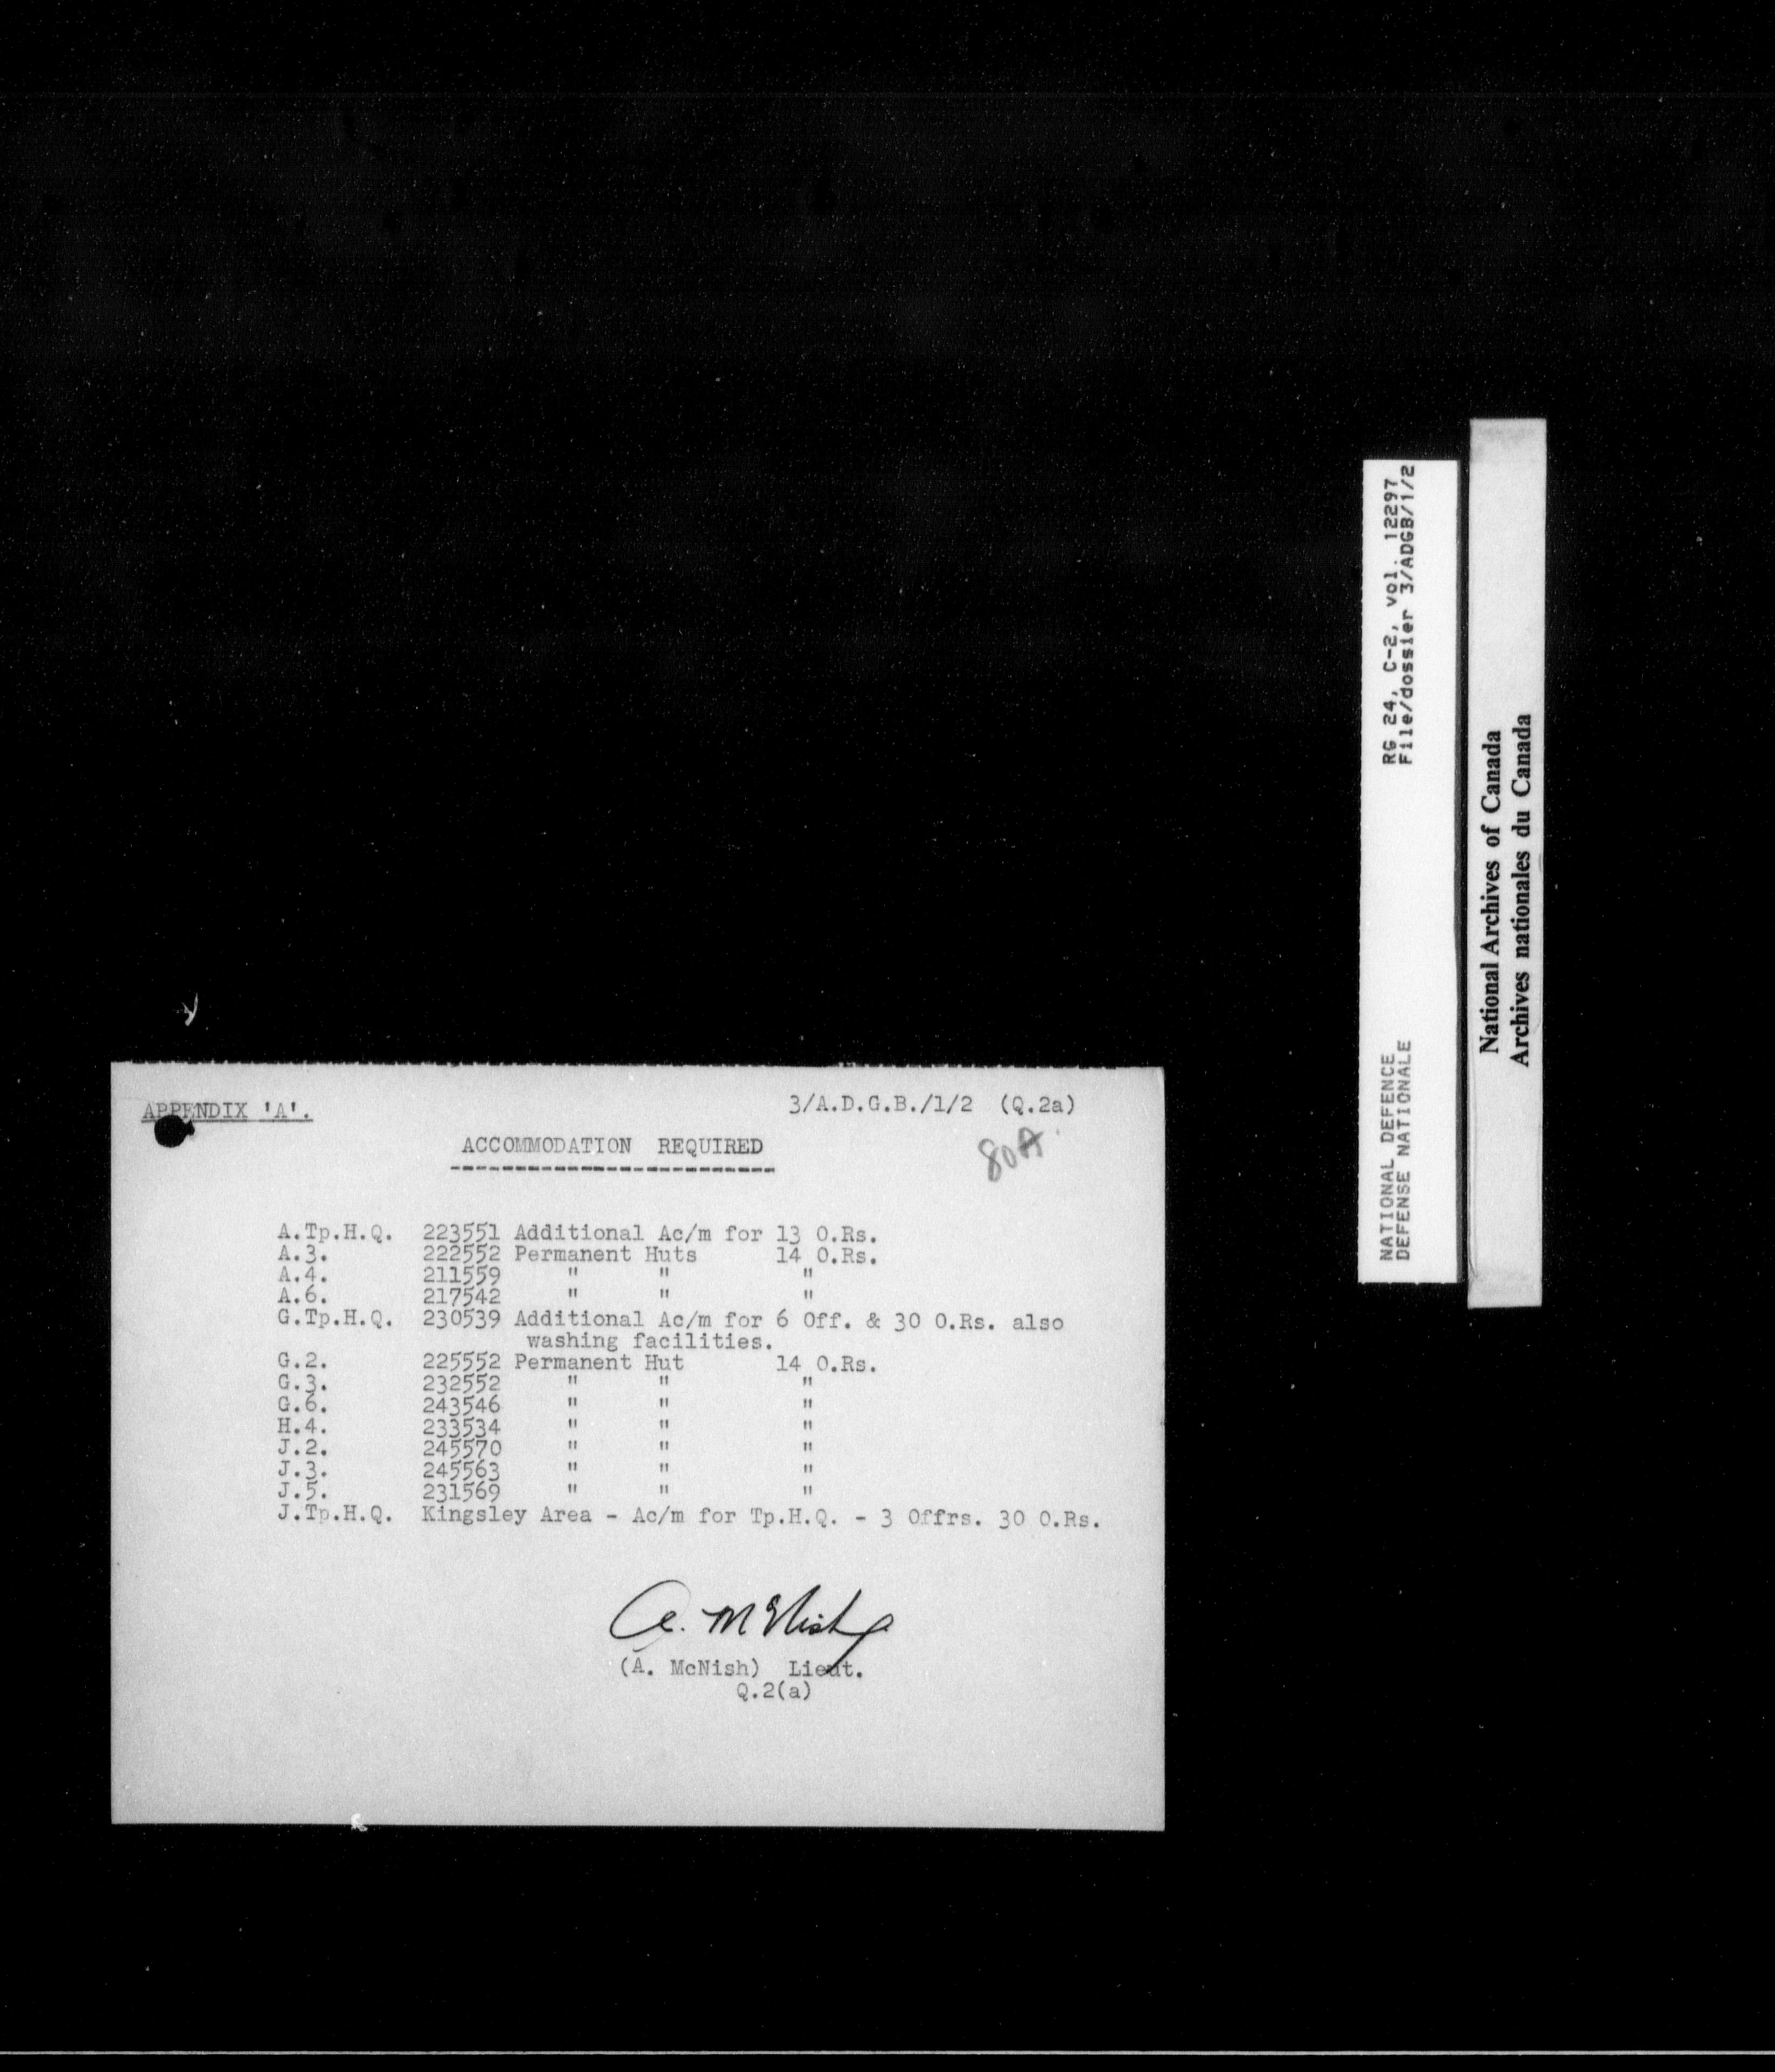 APPENDIX 'A'. 3/A.D.G.B./1/2 (Q.2a)
80A
ACCOMMODATION REQUIRED
A.Tp.H.Q. 223551 Additional Ac/m for 13 O.Rs.
A.3. 222552 Permanent Huts 14 O.Rs.
A.4. 211559 " " "
A.6. 217542 " " "
G.Tp.H.Q. 230539 Additional Ac/m for 6 Off. & 30 O.Rs. also
washing facilities.
G.2. 225552 Permanent Hut 14 O.Rs.
G.3. 232552 " " "
G.6. 243546 " " "
H.4. 233534 " " "
J.2. 245570 " " "
J.3. 245563 " " "
J.5. 231569 " " "
J.Tp.H.Q. Kingsley Area - Ac/m for Tp.H.Q. - 3 Offrs. 30 O.Rs.
A. McNish
(A. McNish) Lieut.
Q.2(a)
NATIONAL DEFENCE RG 24, C-2, vol. 12297
DEFENSE NATIONALE File/dossier 3/ADGB/1/2
National Archives of Canada
Archives nationales du Canada